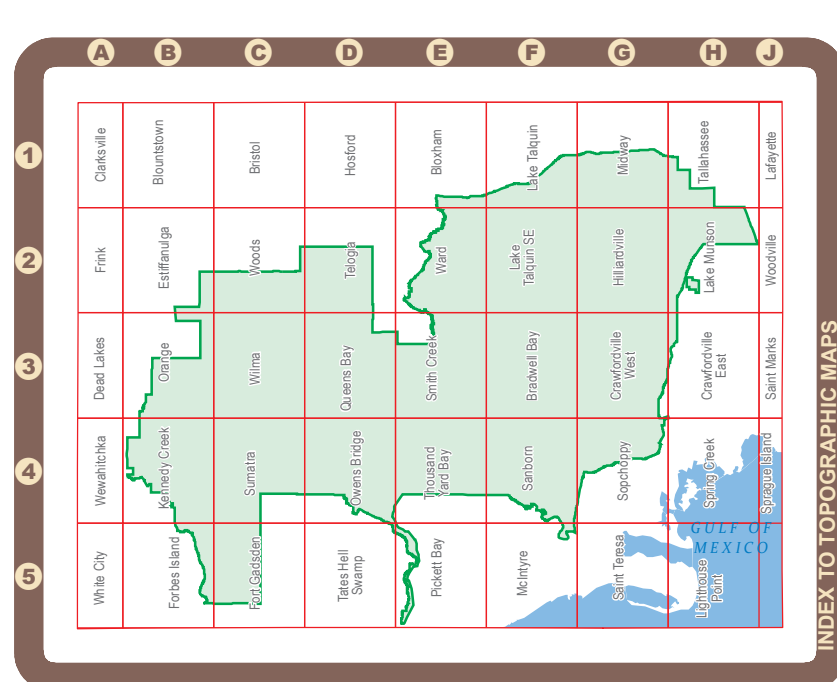 A B C D E F G H J
1
Clarksville
Blountstown
Bristol
Hosford
Bloxham
Lake Talquin
Midway
Tallahassee
Lafayette
2
Frink
Estiffanulga
Woods
Telogia
Ward
Lake
Talquin SE
Hilliardville
Lake Munson
Woodville
3
Dead Lakes
Orange
Wilma
Queens Bay
Smith Creek
Bradwell Bay
Crawfordville
West
Crawfordville
East
Saint Marks
4
Wewahitchka
Kennedy Creek
Sumatra
Owens Bridge
Thousand
Yard Bay
Sanborn
Sopchoppy
Spring Creek
Sprague Island
5
White City
Forbes Island
Fort Gadsden
Tates Hell
Swamp
Pickett Bay
McIntyre
Saint Teresa
Lighthouse
Point
GULF OF
MEXICO
INDEX TO TOPOGRAPHIC MAPS